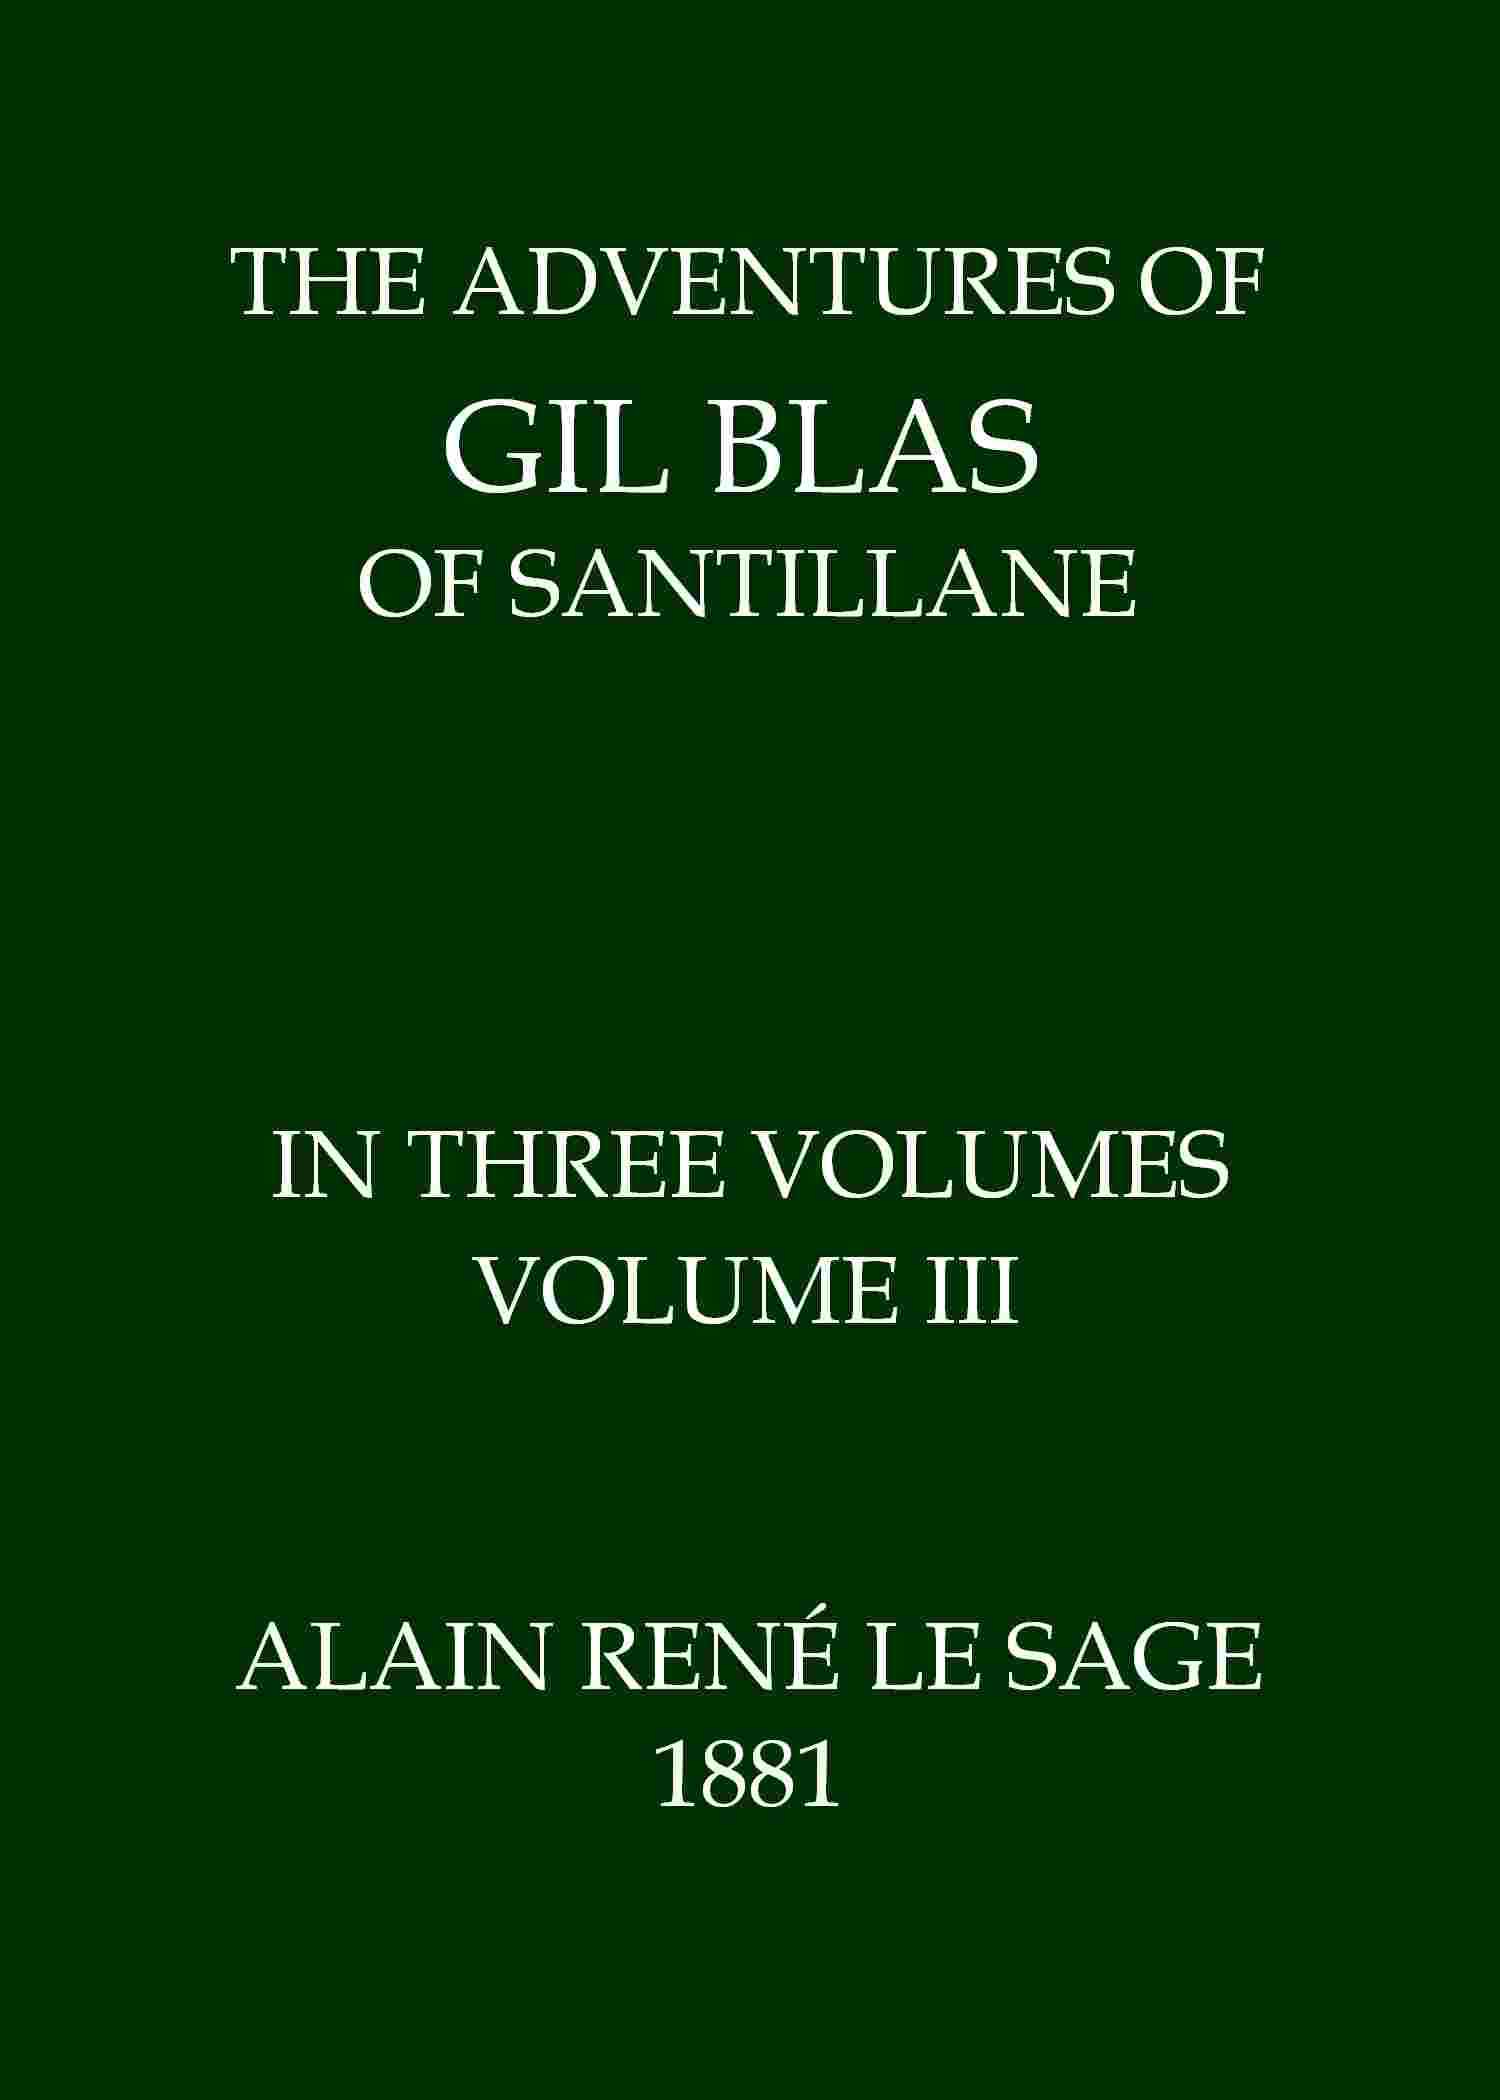 THE ADVENTURES OF
GIL BLAS
OF SANTILLANE
IN THREE VOLUMES
VOLUME III
ALAIN RENÉ LE SAGE
1881